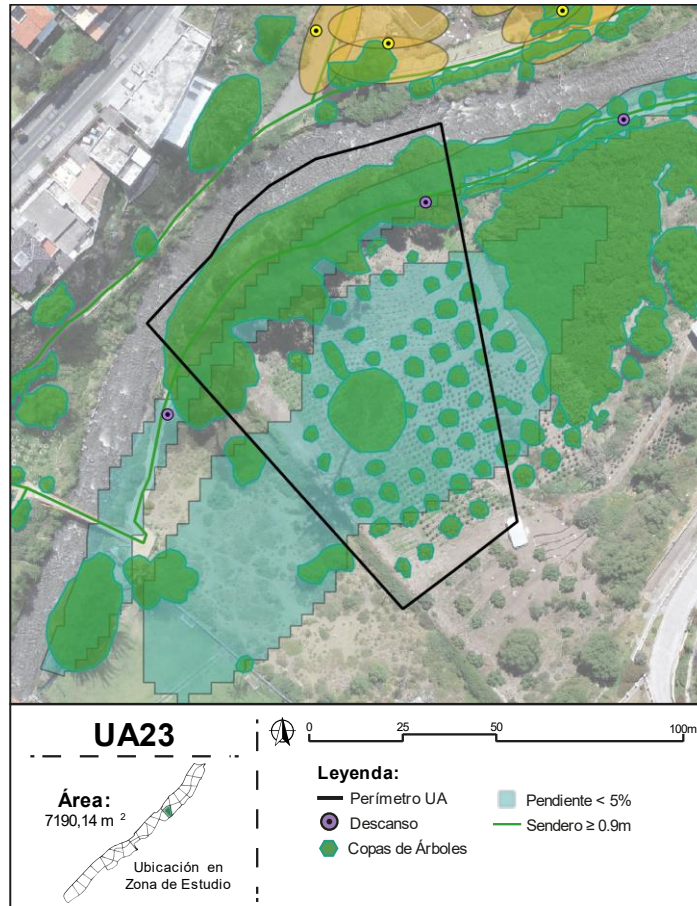 UA23
Área:
7190,14 m 2
Ubicación en
Zona de Estudio
0 25 50 100m
Leyenda:
Perímetro UA
Descanso
Copas de Árboles
Pendiente < 5%
Sendero ≥ 0.9m